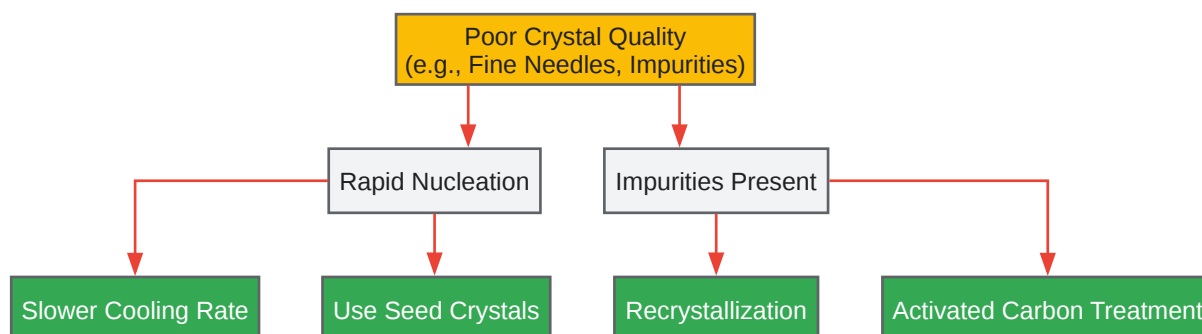 Poor Crystal Quality
(e.g., Fine Needles, Impurities)
Rapid Nucleation
Impurities Present
Slower Cooling Rate
Use Seed Crystals
Recrystallization
Activated Carbon Treatment